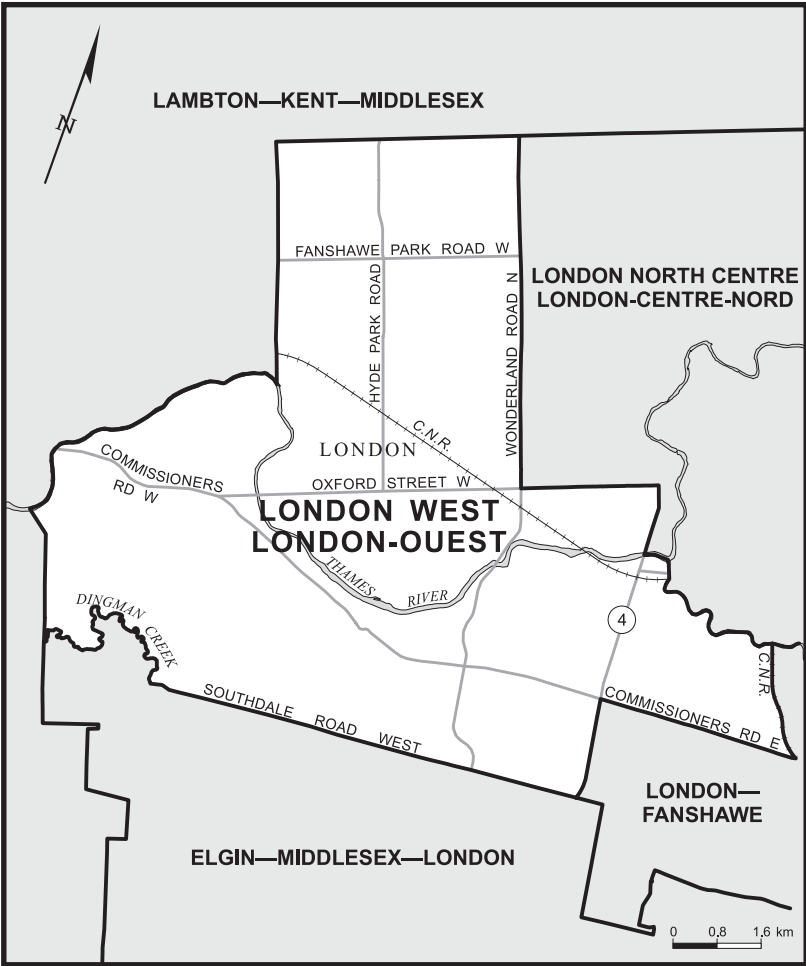 N
LAMBTON—KENT—MIDDLESEX
FANSHAWE PARK ROAD W
LONDON NORTH CENTRE
LONDON-CENTRE-NORD
HYDE PARK ROAD
WONDERLAND ROAD N
C.N.R.
LONDON
COMMISSIONERS
RD W
OXFORD STREET W
LONDON WEST
LONDON-OUEST
THAMES RIVER
DINGMAN CREEK
4
C.N.R.
SOUTHDALE ROAD WEST
COMMISSIONERS RD E
LONDON—
FANSHAWE
ELGIN—MIDDLESEX—LONDON
0 0.8 1.6 km